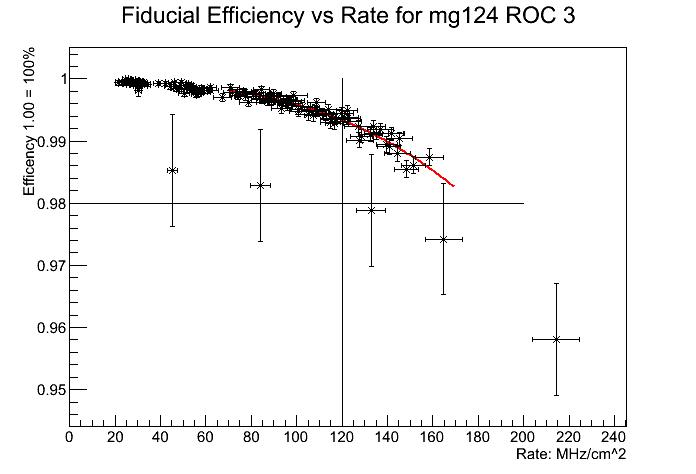 Fiducial Efficiency vs Rate for mg124 ROC 3
Efficency 1.00 = 100%
1
0.99
0.98
0.97
0.96
0.95
0 20 40 60 80 100 120 140 160 180 200 220 240
Rate: MHz/cm^2